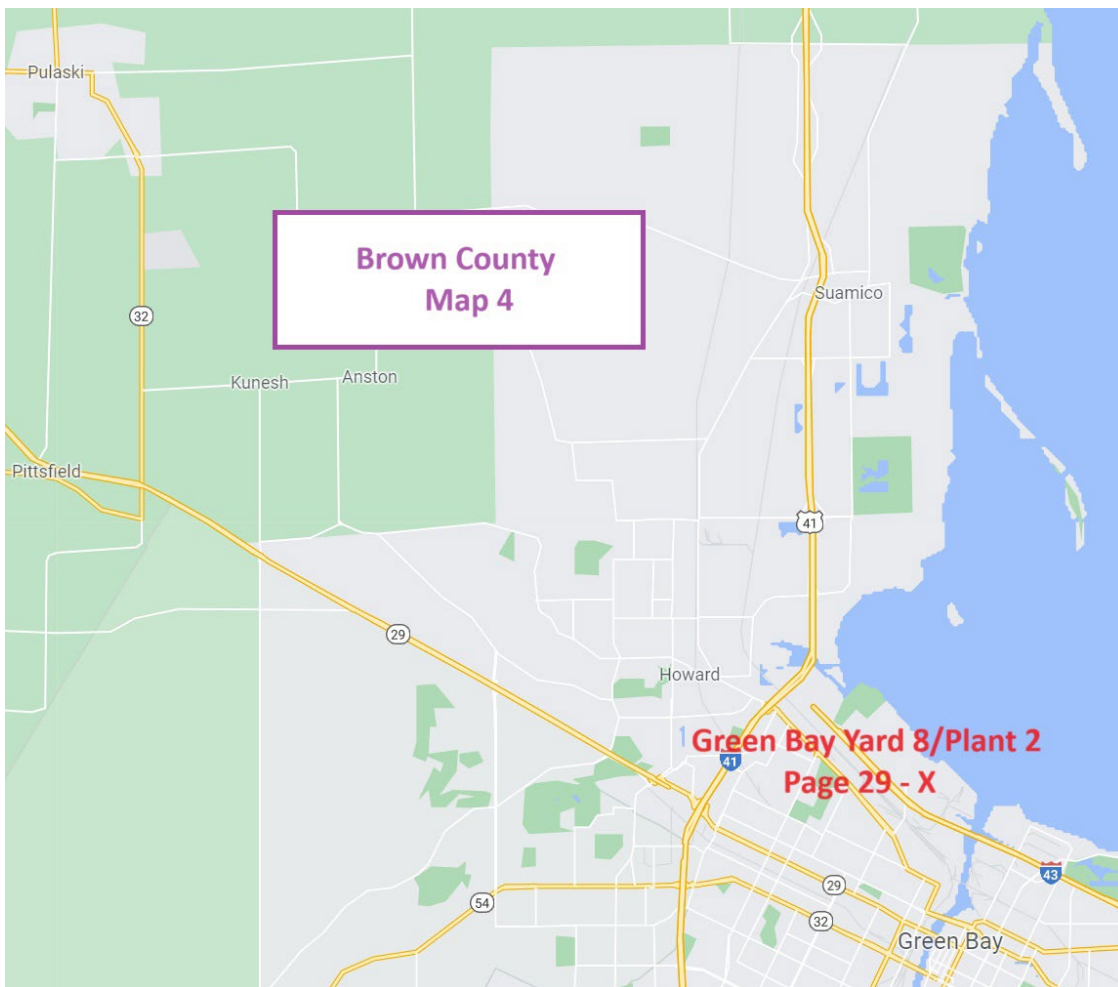 Pulaski
Brown County
Map 4
Suamico
32
Kunesh
Anston
Pittsfield
41
29
Howard
Green Bay Yard 8/Plant 2
41
Page 29 - X
43
29
54
32
Green Bay